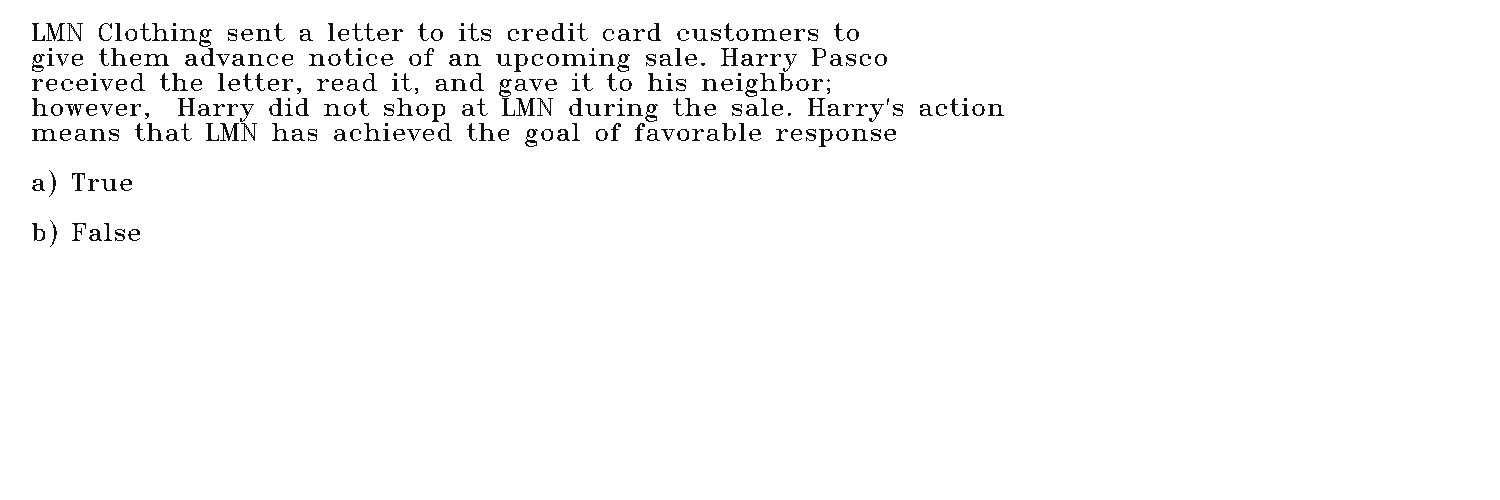 LMN Clothing sent a letter to its credit card customers to
give them advance notice of an upcoming sale. Harry Pasco
received the letter, read it, and gave it to his neighbor;
however,  Harry did not shop at LMN during the sale. Harry's action
means that LMN has achieved the goal of favorable response
a) True
b) False